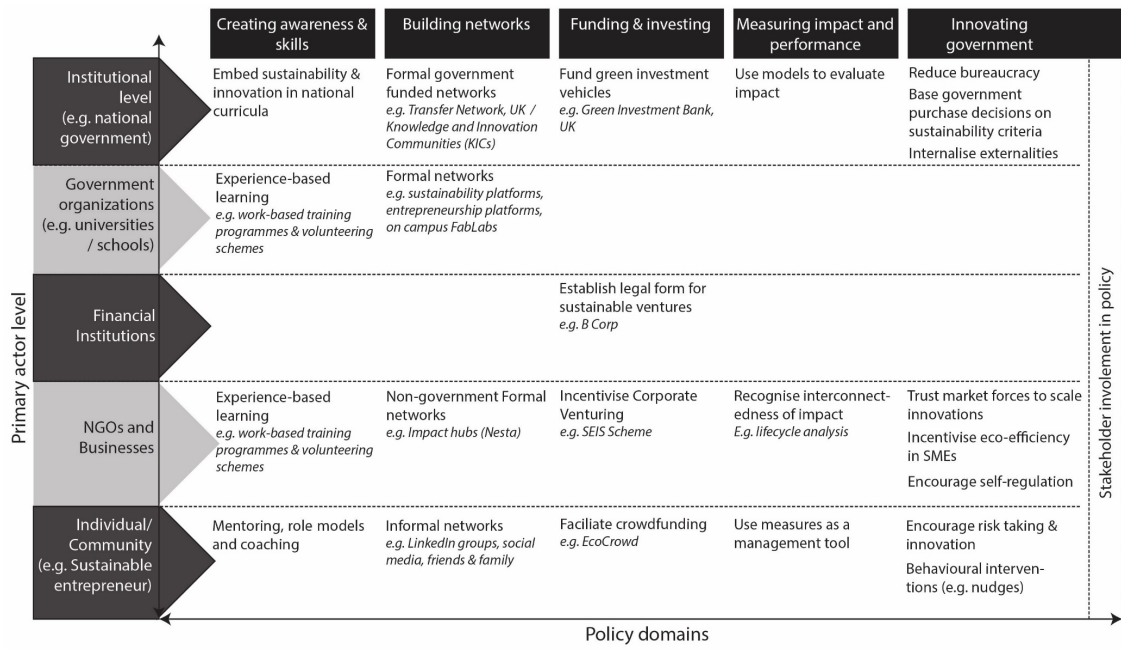 Creating awareness &
skills
Building networks
Funding & investing
Measuring impact and
performance
Innovating
government
Institutional
level
(e.g. national
government)
Embed sustainability &
innovation in national
curricula
Formal government
funded networks
e.g. Transfer Network, UK /
Knowledge and Innovation
Communities (KICs)
Fund green investment
vehicles
e.g. Green Investment Bank,
UK
Use models to evaluate
impact
Reduce bureaucracy
Base government
purchase decisions on
sustainability criteria
Internalise externalities
Government
organizations
(e.g. universities
/ schools)
Experience-based
learning
e.g. work-based training
programmes & volunteering
schemes
Formal networks
e.g. sustainability platforms,
entrepreneurship platforms,
on campus FabLabs
Financial
Institutions
Establish legal form for
sustainable ventures
e.g. B Corp
NGOs and
Businesses
Experience-based
learning
e.g. work-based training
programmes & volunteering
schemes
Non-government Formal
networks
e.g. Impact hubs (Nesta)
Incentivise Corporate
Venturing
e.g. SEIS Scheme
Recognise interconnect-
edness of impact
E.g. lifecycle analysis
Trust market forces to scale
innovations
Incentivise eco-efficiency
in SMEs
Encourage self-regulation
Individual/
Community
(e.g. Sustainable
entrepreneur)
Mentoring, role models
and coaching
Informal networks
e.g. LinkedIn groups, social
media, friends & family
Faciliate crowdfunding
e.g. EcoCrowd
Use measures as a
management tool
Encourage risk taking &
innovation
Behavioural interven-
tions (e.g. nudges)
Primary actor level
Stakeholder involement in policy
Policy domains